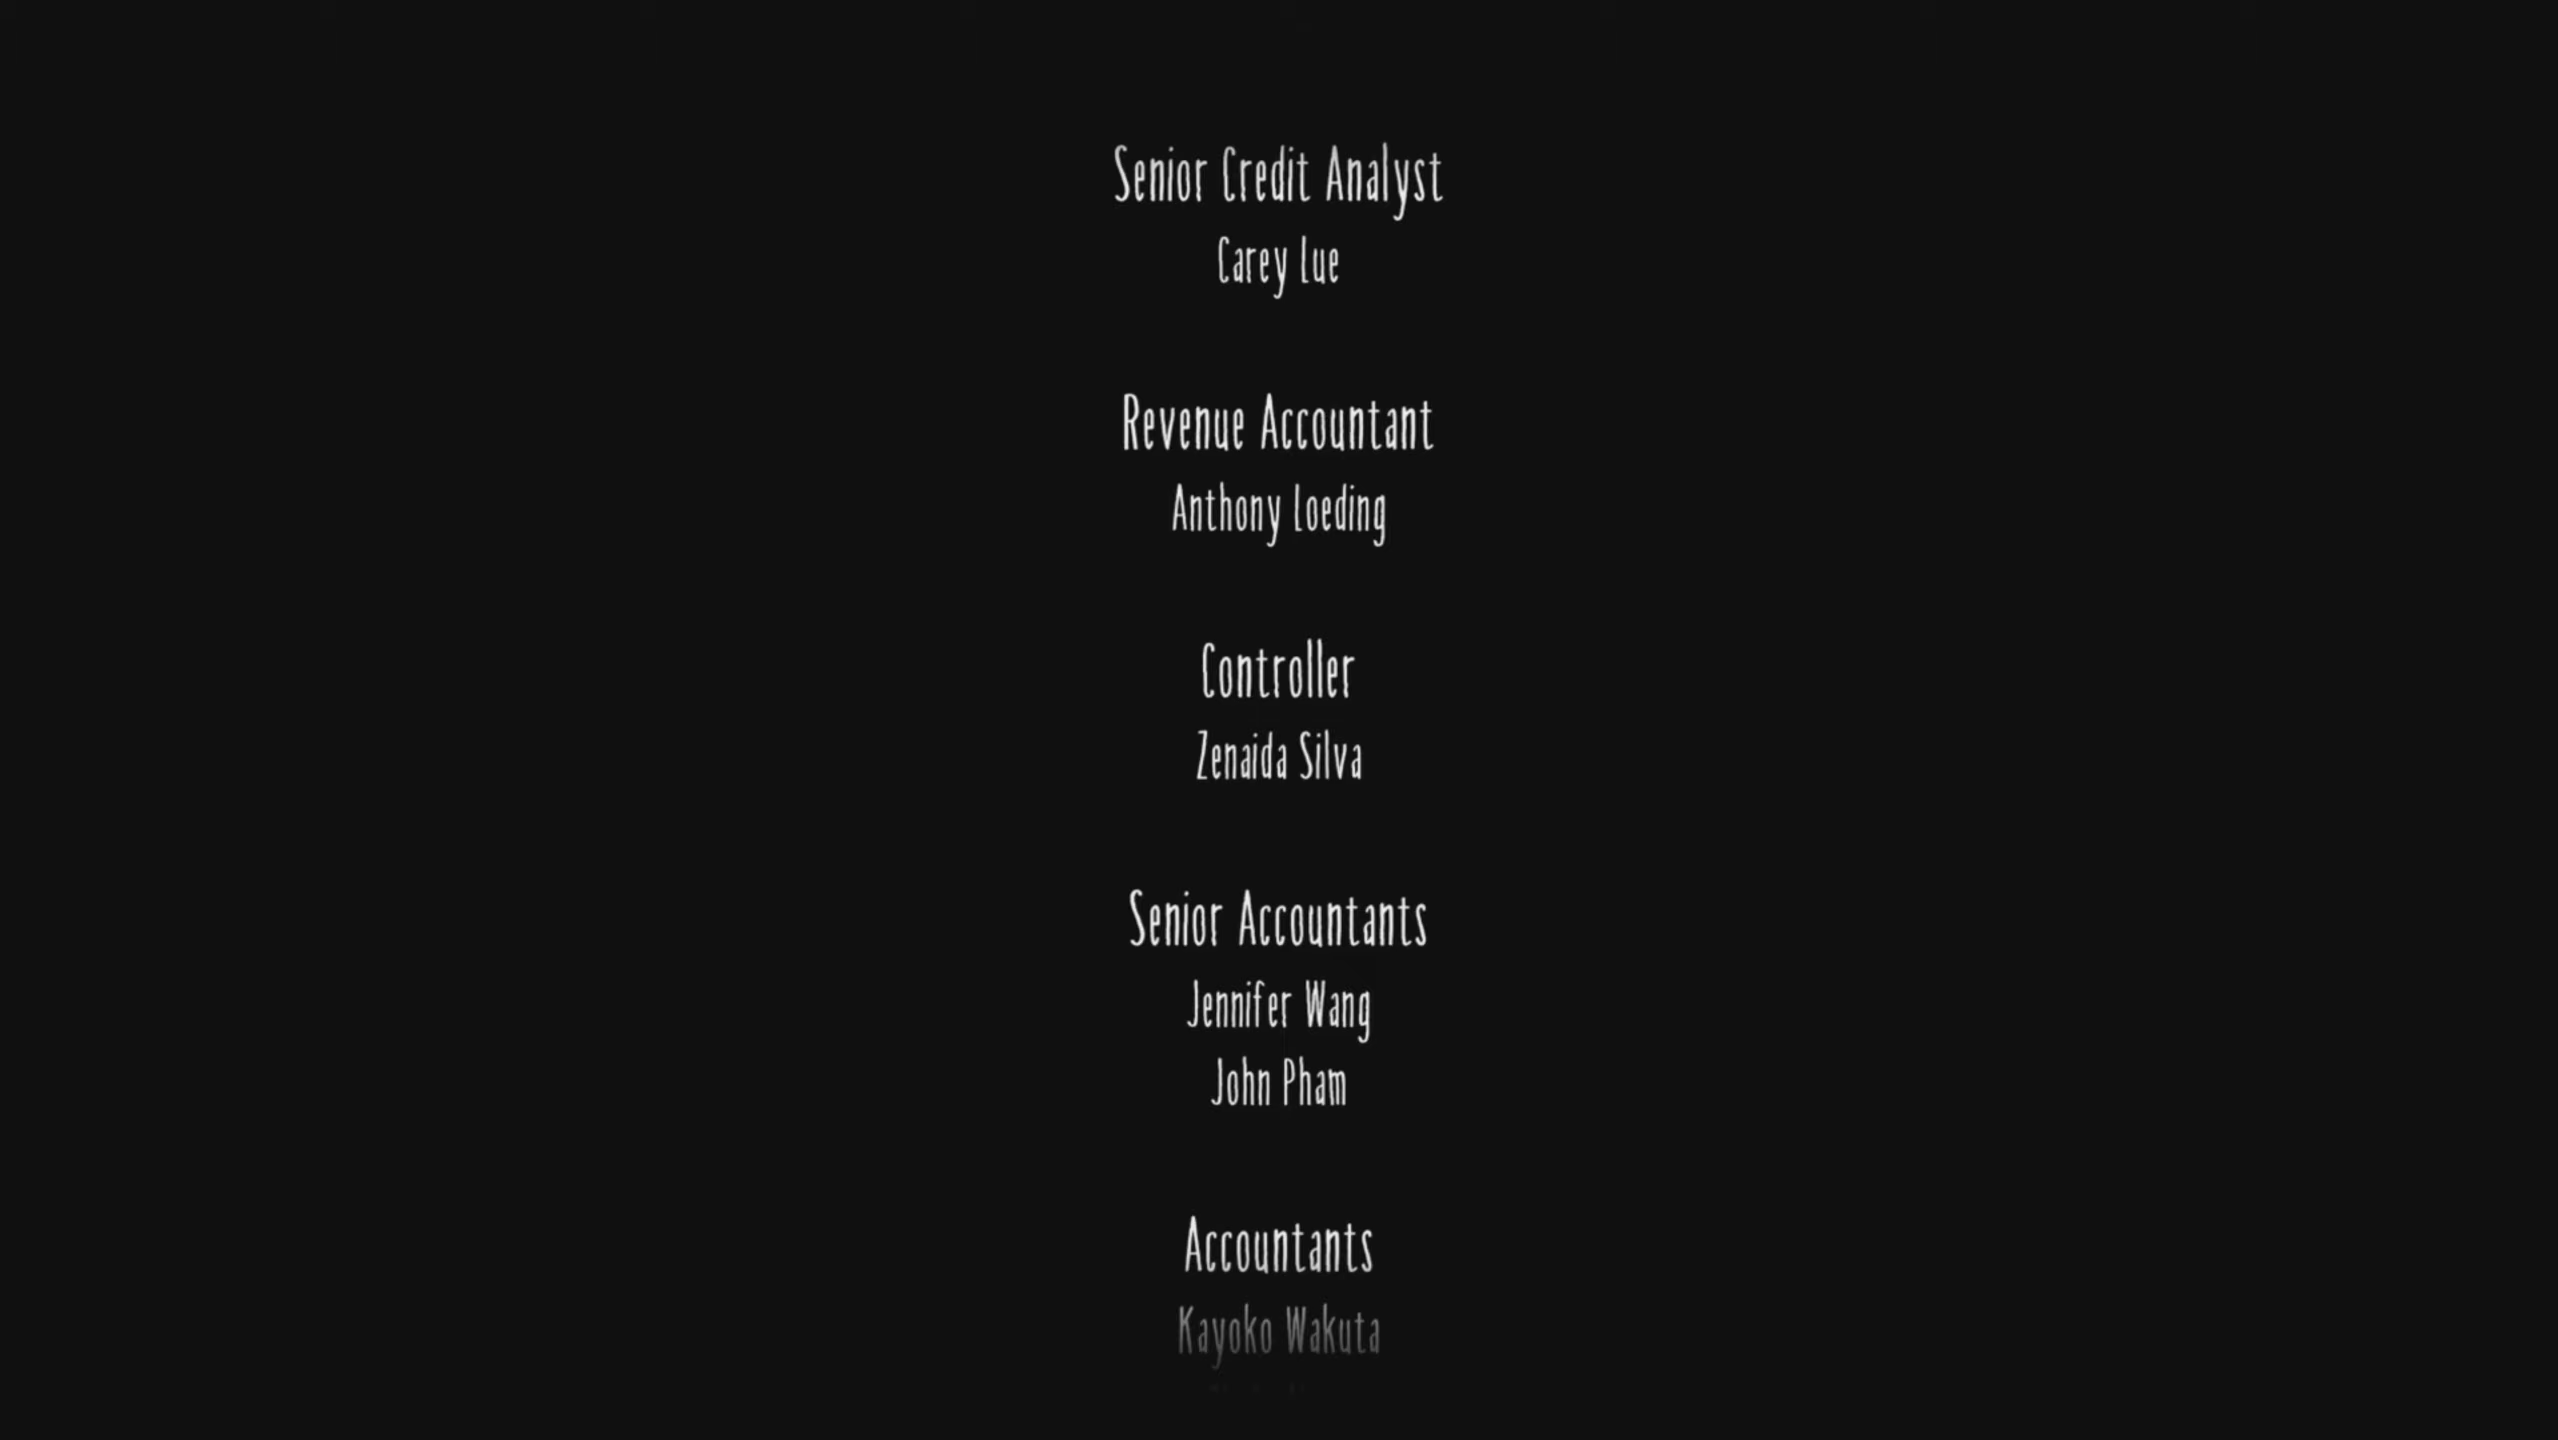 Senior Credit Analyst
Carey Lue
Revenue Accountant
Anthony Loeding
Controller
Zenaida Silva
Senior Accountants
Jennifer Wang
John Pham
Accountants
Kayoko Wakuta